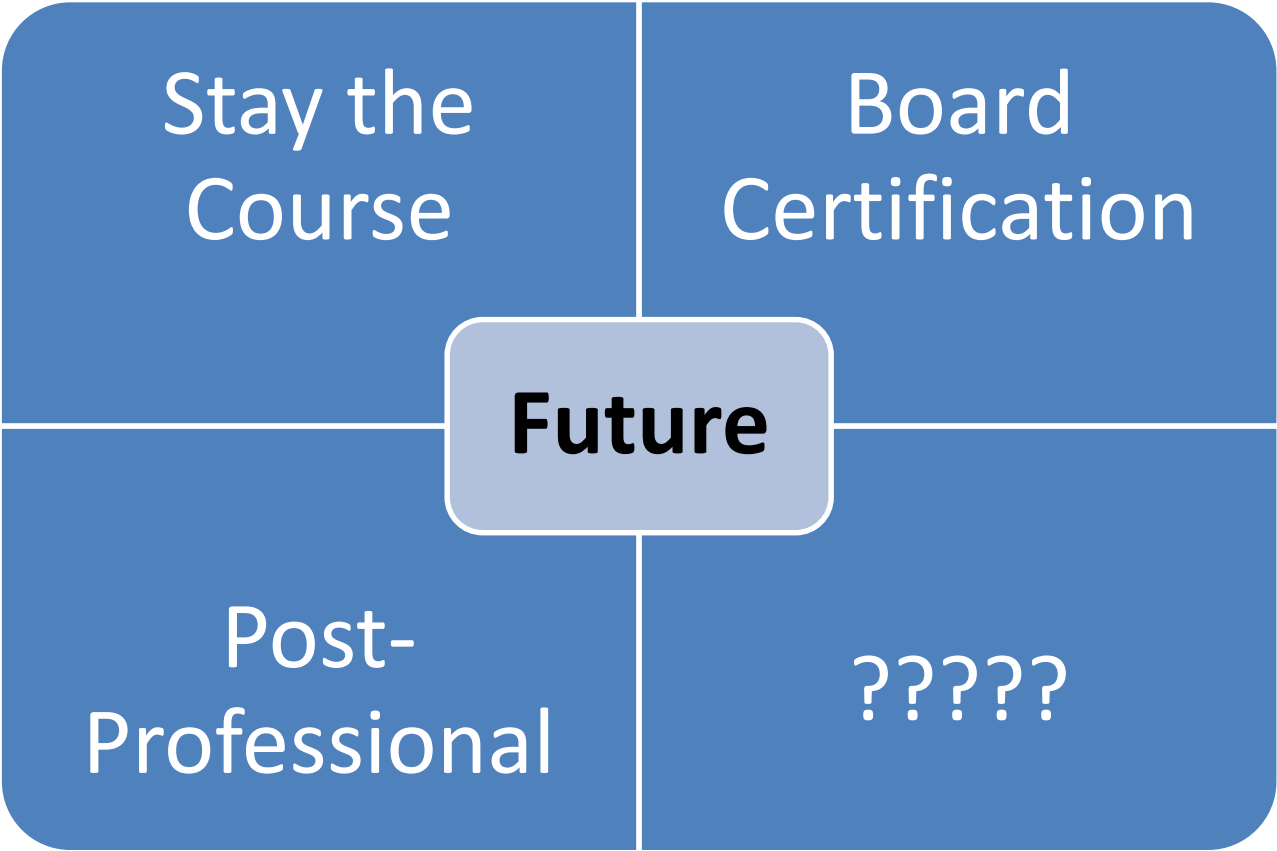 Stay the
Course
Board
Certification
Future
Post-
Professional
?????